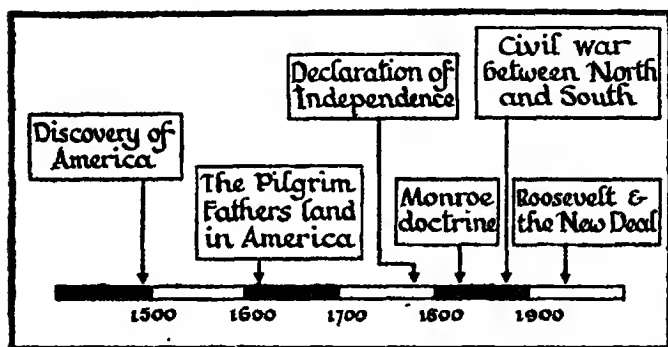 Discovery of
America
The Pilgrim
Fathers land
in America
Declaration of
Independence
Monroe
doctrine
Civil war
between North
and South
Roosevelt &
the New Deal
1500 1600 1700 1800 1900